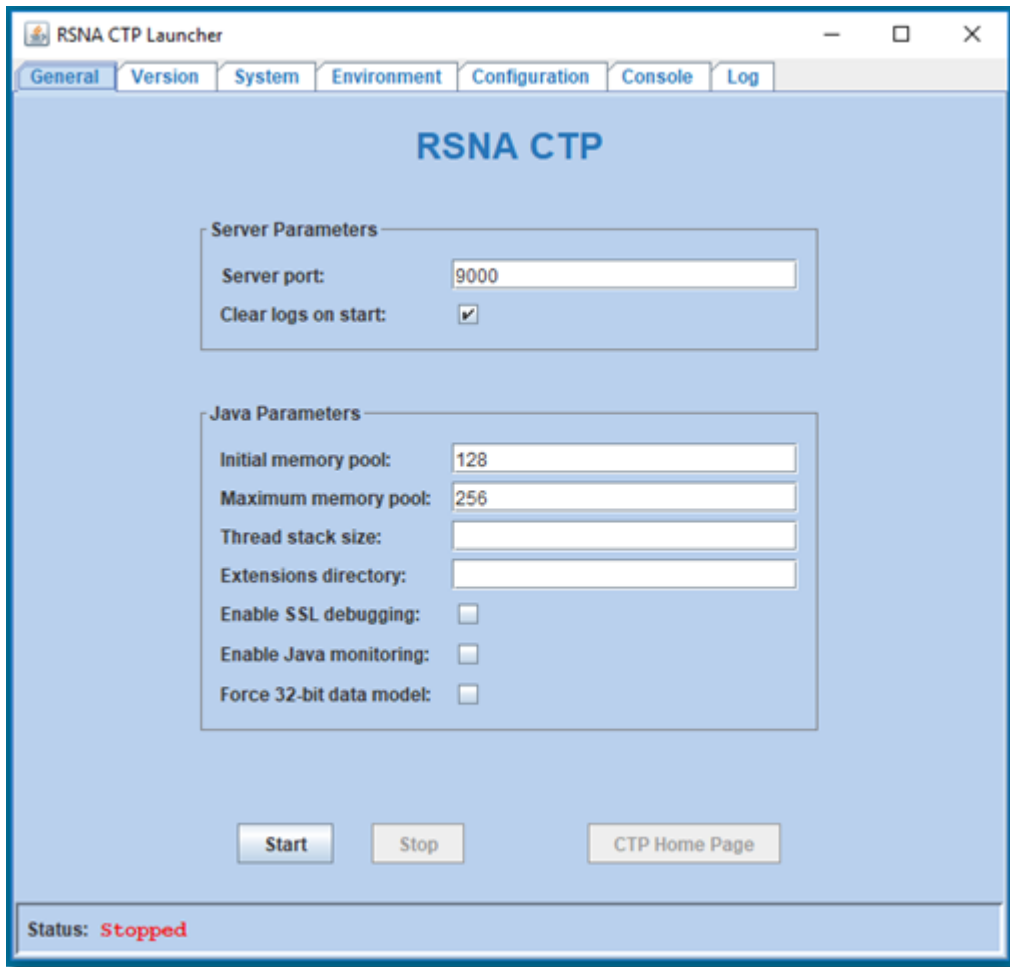 RSNA CTP Launcher
General Version System Environment Configuration Console Log
RSNA CTP
Server Parameters
Server port: 9000
Clear logs on start:
Java Parameters
Initial memory pool: 128
Maximum memory pool: 256
Thread stack size:
Extensions directory:
Enable SSL debugging:
Enable Java monitoring:
Force 32-bit data model:
Start Stop CTP Home Page
Status: Stopped